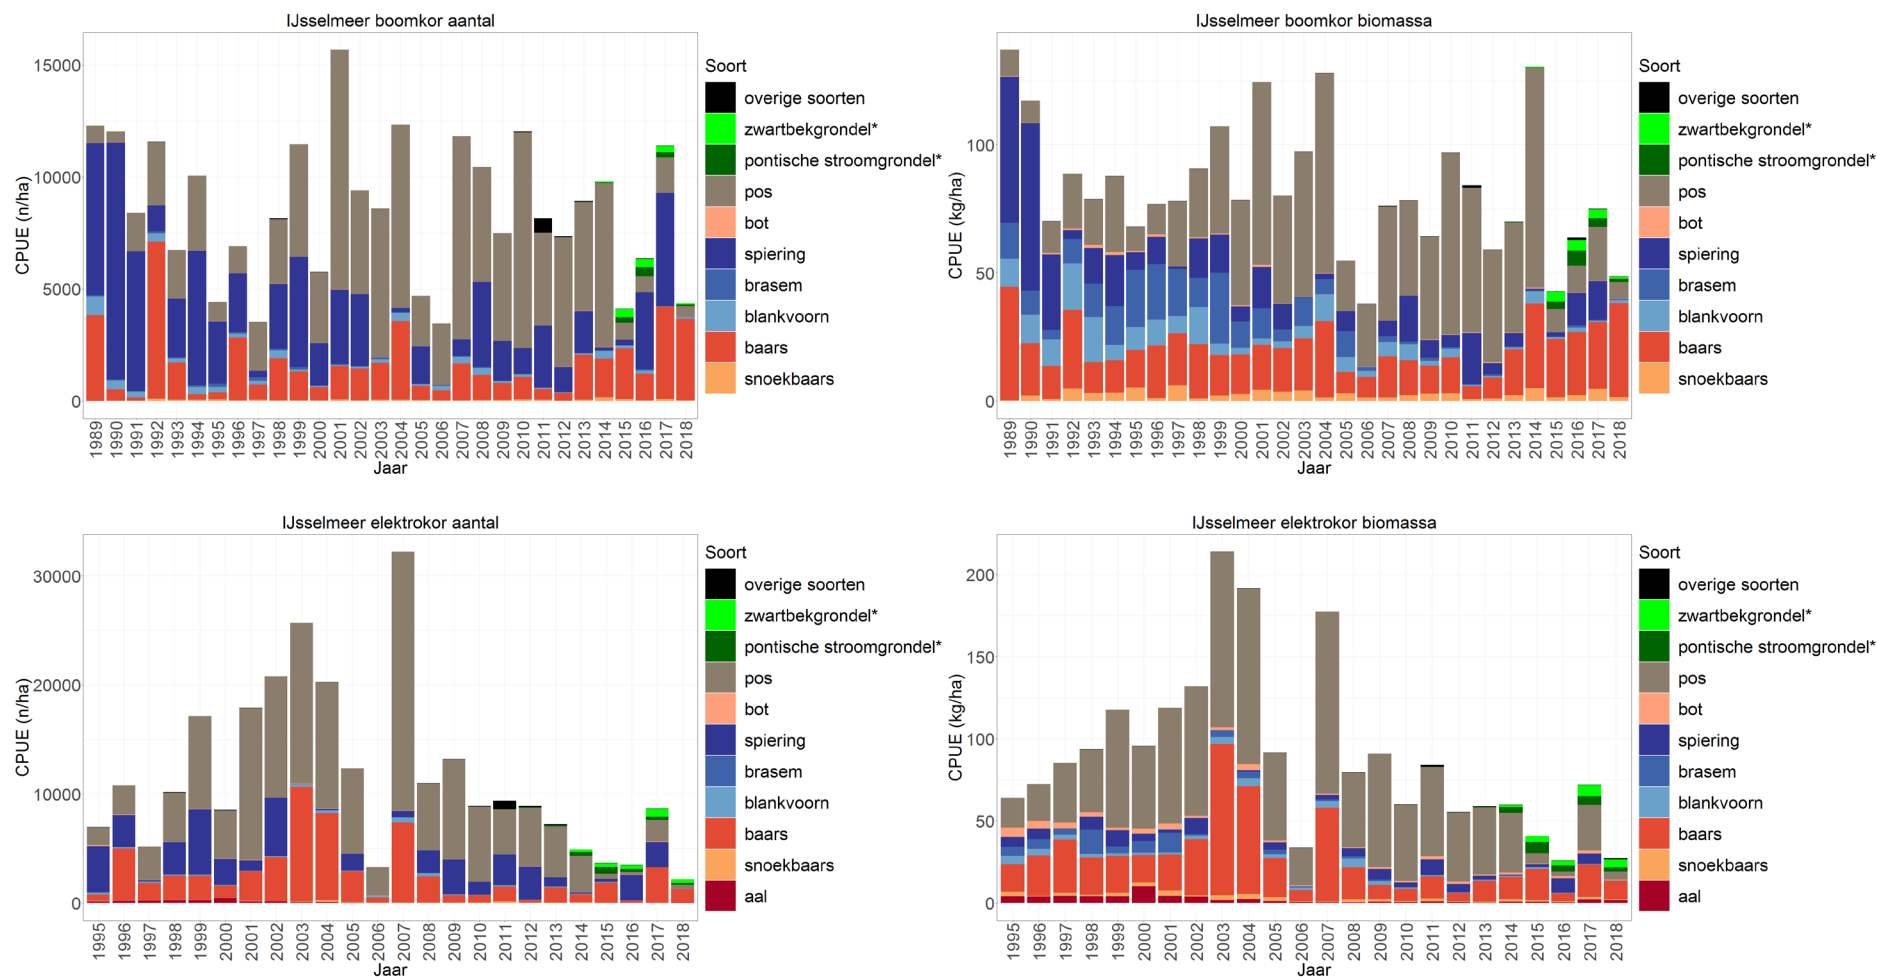 IJsselmeer boomkor aantal
CPUE (n/ha)
15000
10000
5000
0
1989 1990 1991 1992 1993 1994 1995 1996 1997 1998 1999 2000 2001 2002 2003 2004 2005 2006 2007 2008 2009 2010 2011 2012 2013 2014 2015 2016 2017 2018
Jaar
Soort
overige soorten
zwartbekgrondel*
pontische stroomgrondel*
pos
bot
spiering
brasem
blankvoorn
baars
snoekbaars
IJsselmeer boomkor biomassa
CPUE (kg/ha)
100
50
0
1989 1990 1991 1992 1993 1994 1995 1996 1997 1998 1999 2000 2001 2002 2003 2004 2005 2006 2007 2008 2009 2010 2011 2012 2013 2014 2015 2016 2017 2018
Jaar
Soort
overige soorten
zwartbekgrondel*
pontische stroomgrondel*
pos
bot
spiering
brasem
blankvoorn
baars
snoekbaars
IJsselmeer elektrokor aantal
CPUE (n/ha)
30000
20000
10000
0
1995 1996 1997 1998 1999 2000 2001 2002 2003 2004 2005 2006 2007 2008 2009 2010 2011 2012 2013 2014 2015 2016 2017 2018
Jaar
Soort
overige soorten
zwartbekgrondel*
pontische stroomgrondel*
pos
bot
spiering
brasem
blankvoorn
baars
snoekbaars
aal
IJsselmeer elektrokor biomassa
CPUE (kg/ha)
200
150
100
50
0
1995 1996 1997 1998 1999 2000 2001 2002 2003 2004 2005 2006 2007 2008 2009 2010 2011 2012 2013 2014 2015 2016 2017 2018
Jaar
Soort
overige soorten
zwartbekgrondel*
pontische stroomgrondel*
pos
bot
spiering
brasem
blankvoorn
baars
snoekbaars
aal